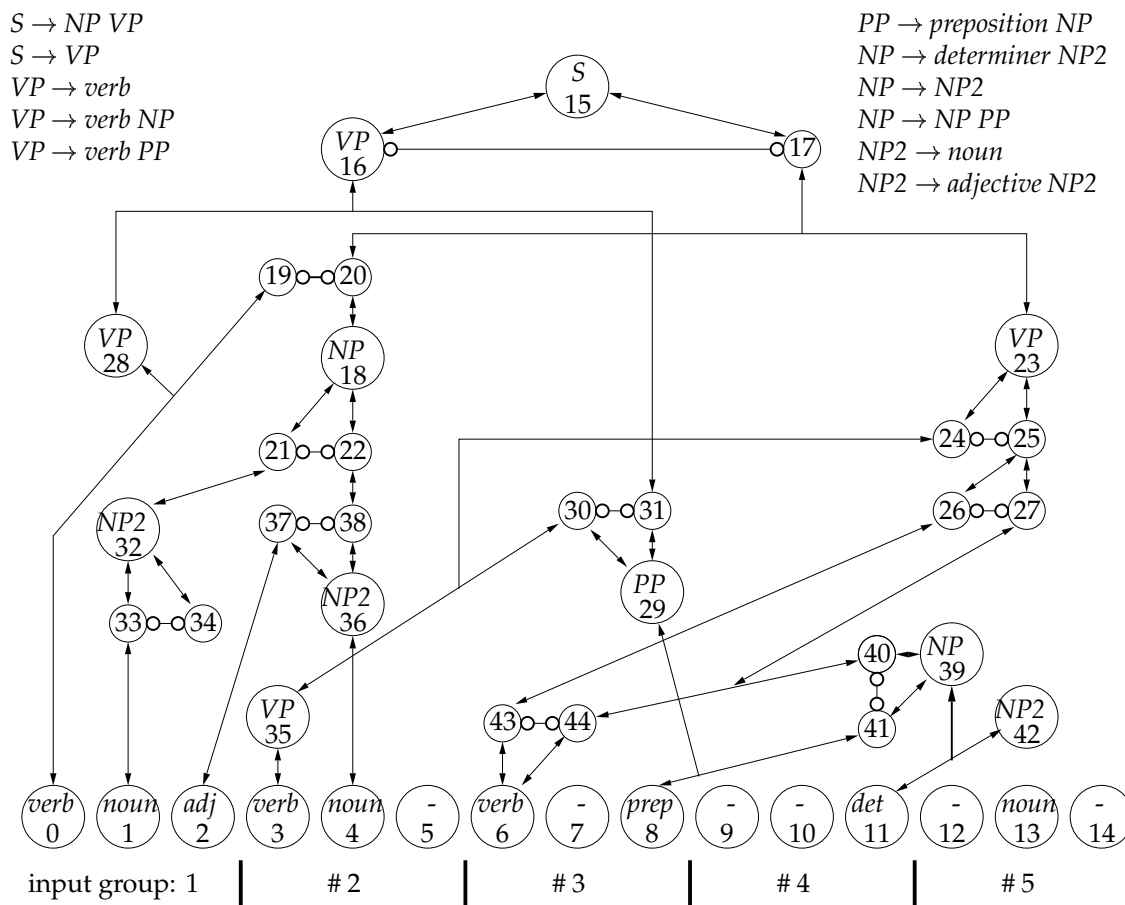 S → NP VP
S → VP
VP → verb
VP → verb NP
VP → verb PP
PP → preposition NP
NP → determiner NP2
NP → NP2
NP → NP PP
NP2 → noun
NP2 → adjective NP2
S
15
VP
16
17
19
20
VP
28
NP
18
VP
23
21
22
24
25
NP2
32
37
38
30
31
26
27
33
34
NP2
36
PP
29
40
NP
39
VP
35
43
44
41
NP2
42
verb
0
noun
1
adj
2
verb
3
noun
4
-
5
verb
6
-
7
prep
8
-
9
-
10
det
11
-
12
noun
13
-
14
input group: 1
# 2
# 3
# 4
# 5